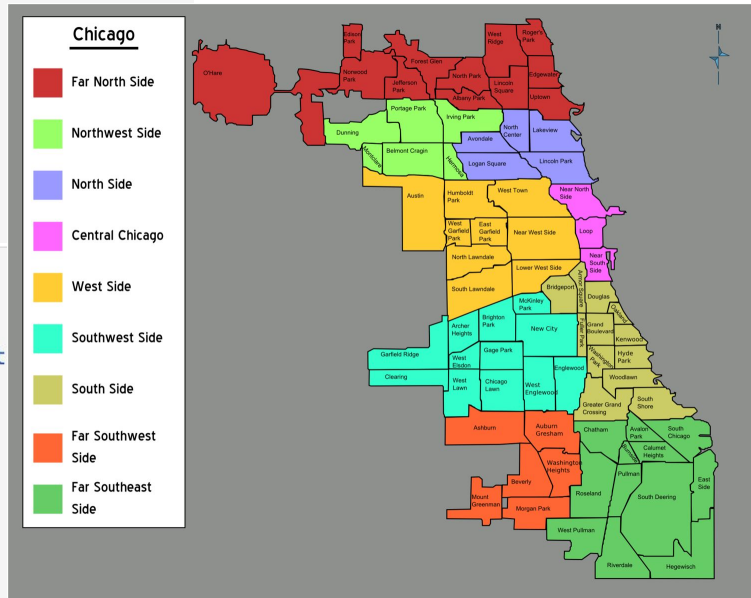 Chicago
Far North Side
Northwest Side
North Side
Central Chicago
West Side
Southwest Side
South Side
Far Southwest
Side
Far Southeast
Side
N
O'Hare
Edison
Park
Norwood
Park
Jefferson
Park
Forest Glen
North Park
Albany Park
West
Ridge
Roger's
Park
Lincoln
Square
Edgewater
Uptown
Portage Park
Irving Park
Dunning
Montclare
Belmont Cragin
Hermosa
Avondale
North
Center
Lakeview
Logan Square
Lincoln Park
Austin
Humboldt
Park
West Town
Near North
Side
West
Garfield
Park
East
Garfield
Park
Near West Side
Loop
North Lawndale
Lower West Side
Near
South
Side
South Lawndale
Bridgeport
Armor Square
Douglas
Oakland
McKinley
Park
Brighton
Park
Archer
Heights
New City
Fuller Park
Grand
Boulevard
Kenwood
Garfield Ridge
West
Elsdon
Gage Park
Washington
Park
Hyde
Park
Clearing
West
Lawn
Chicago
Lawn
West
Englewood
Englewood
Woodlawn
Greater Grand
Crossing
South
Shore
Ashburn
Auburn
Gresham
Chatham
Avalon
Park
South
Chicago
Burnside
Calumet
Heights
Washington
Heights
Beverly
Pullman
Mount
Greenman
Morgan Park
Roseland
South Deering
East
Side
West Pullman
Riverdale
Hegewisch